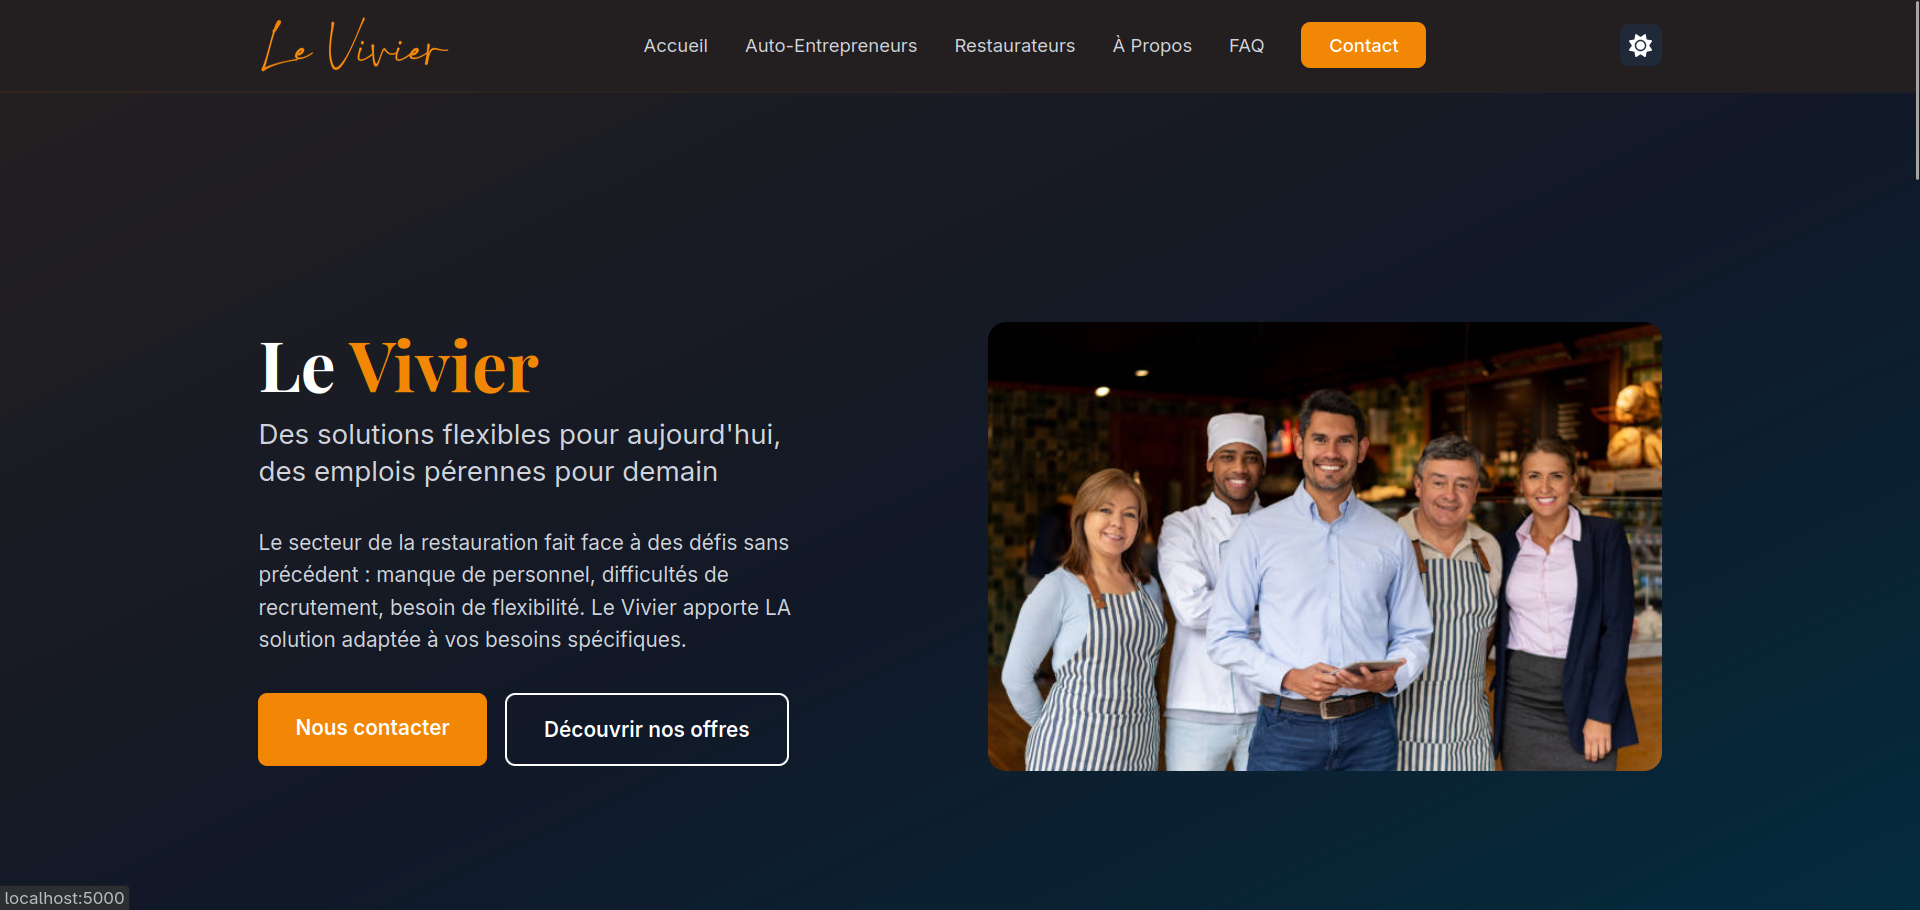 Le Vivier
Accueil
Auto-Entrepreneurs
Restaurateurs
À Propos
FAQ
Contact
Le Vivier
Des solutions flexibles pour aujourd'hui,
des emplois pérennes pour demain
Le secteur de la restauration fait face à des défis sans
précédent : manque de personnel, difficultés de
recrutement, besoin de flexibilité. Le Vivier apporte LA
solution adaptée à vos besoins spécifiques.
Nous contacter
Découvrir nos offres
localhost:5000